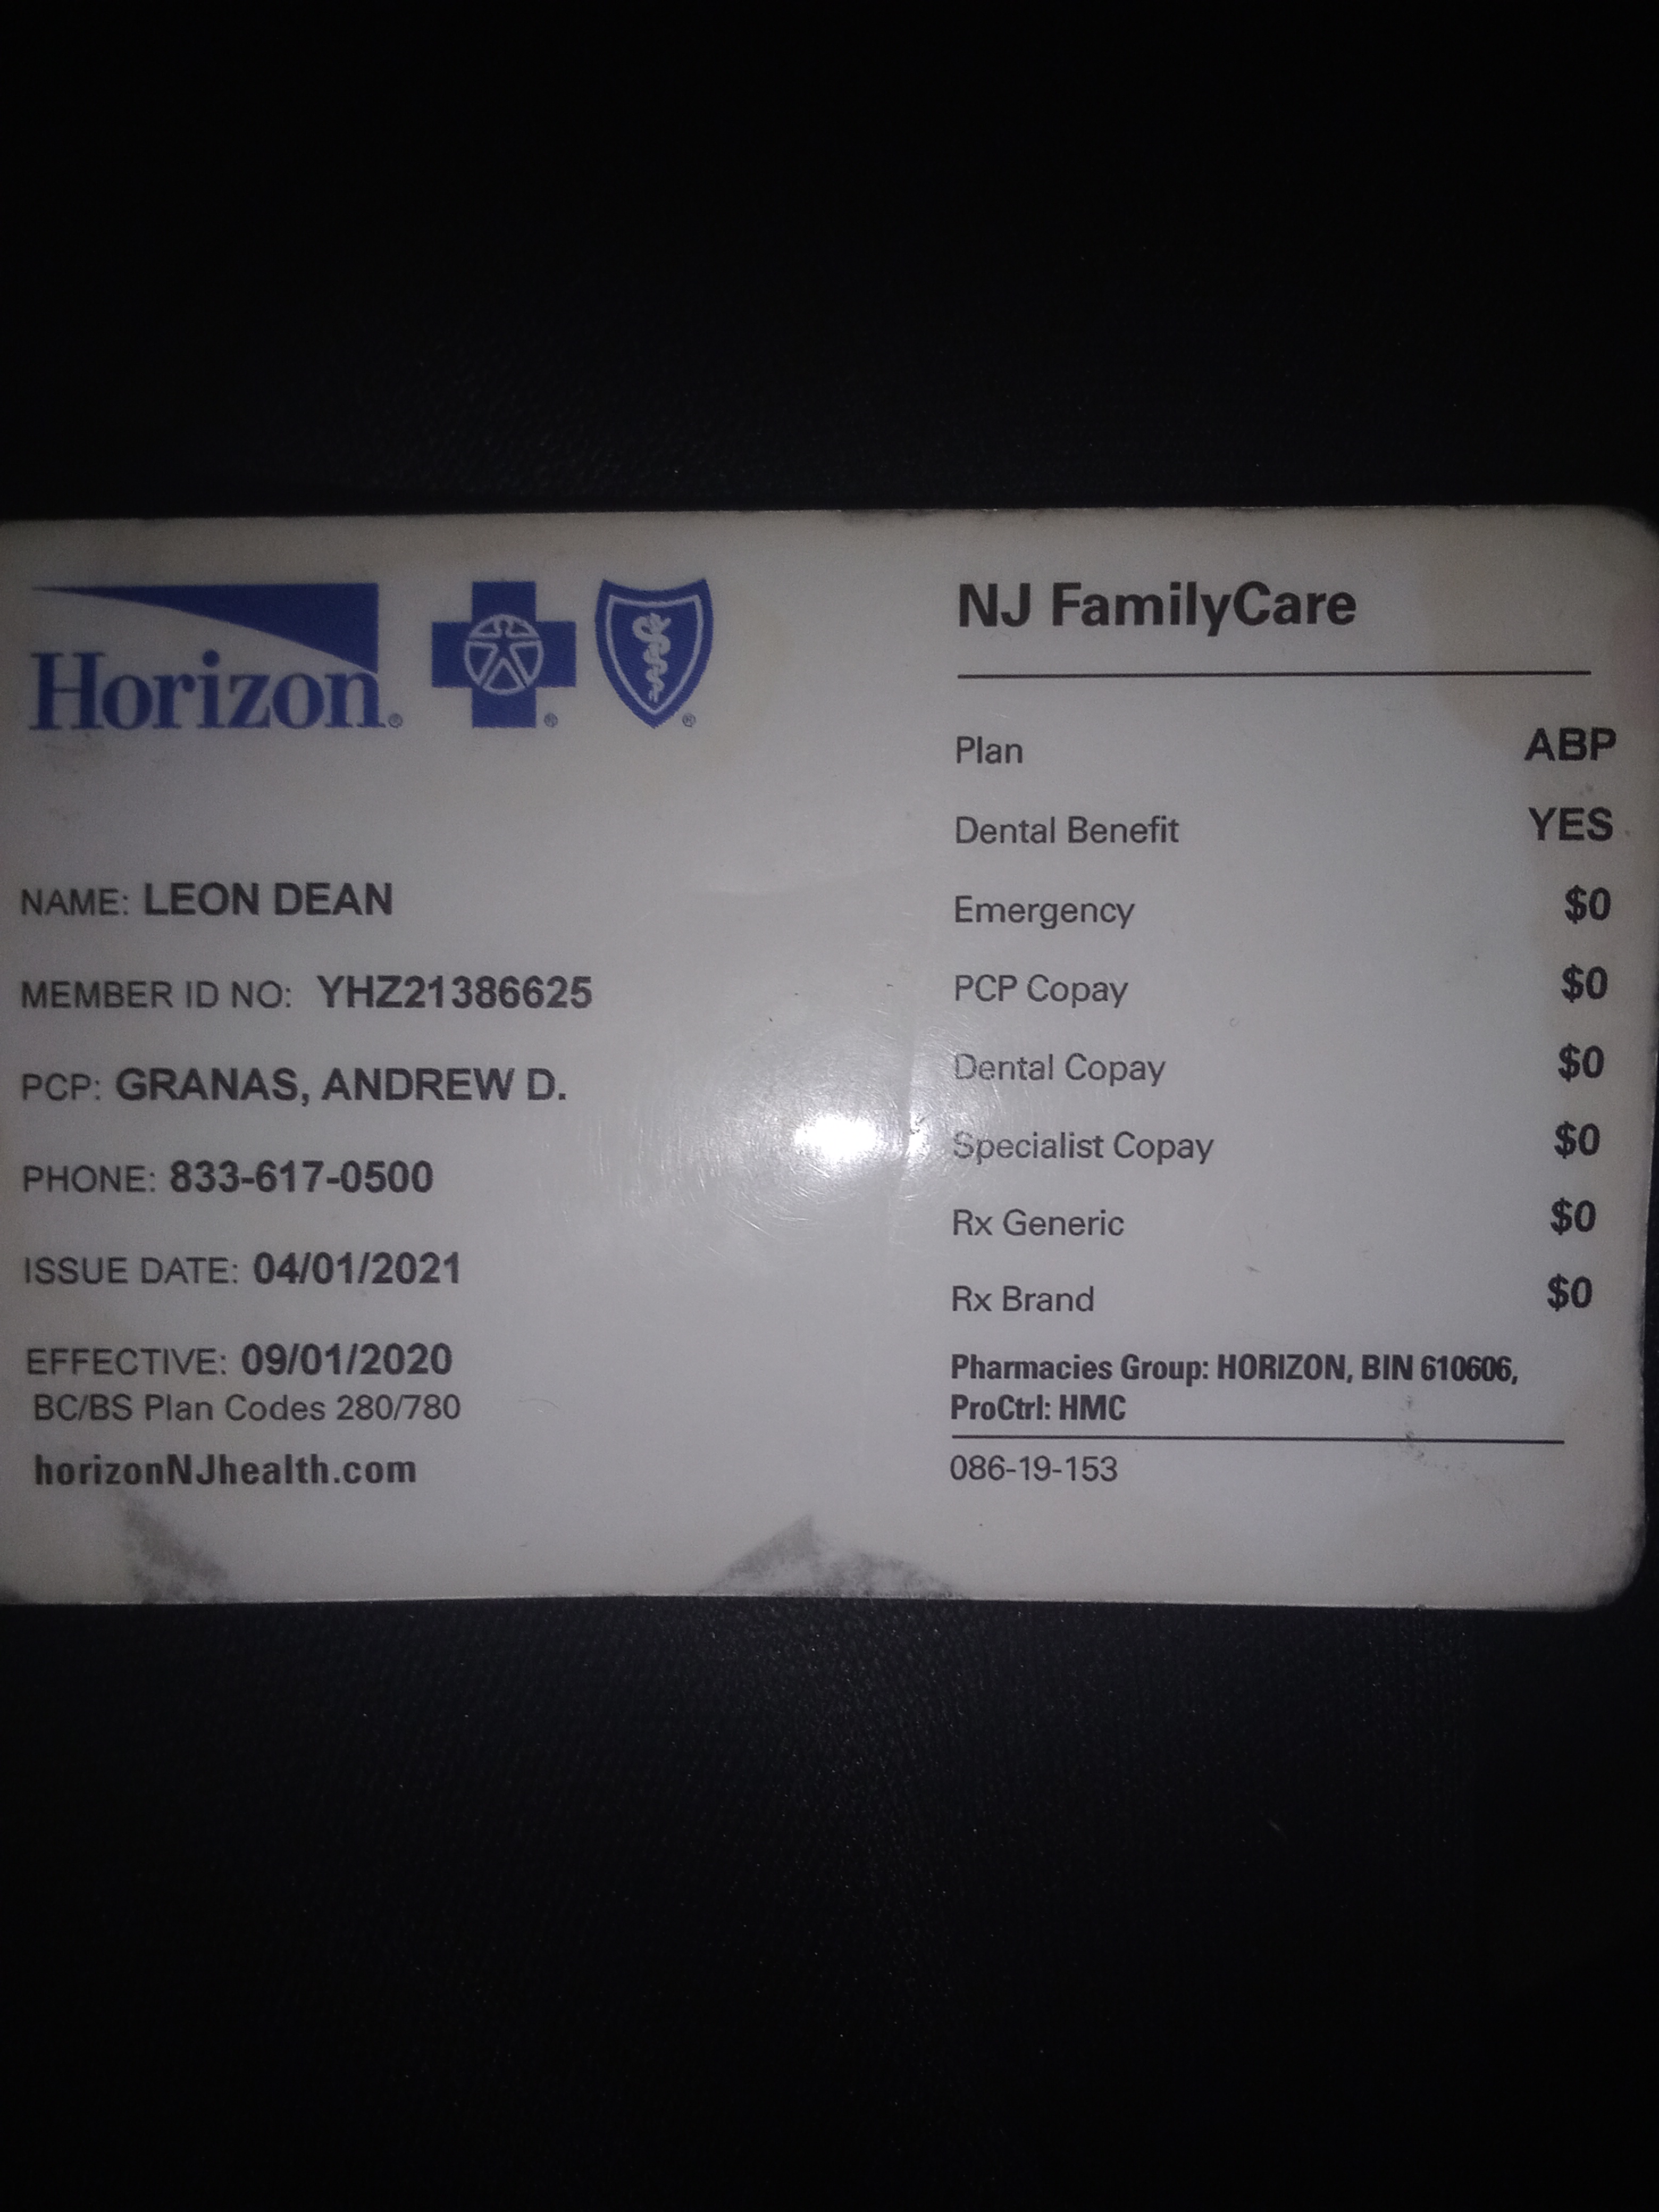 Horizon®
® ®
NAME: LEON DEAN
MEMBER ID NO: YHZ21386625
PCP: GRANAS, ANDREW D.
PHONE: 833-617-0500
ISSUE DATE: 04/01/2021
EFFECTIVE: 09/01/2020
BC/BS Plan Codes 280/780
horizonNJhealth.com
NJ FamilyCare
Plan ABP
Dental Benefit YES
Emergency $0
PCP Copay $0
Dental Copay $0
Specialist Copay $0
Rx Generic $0
Rx Brand $0
Pharmacies Group: HORIZON, BIN 610606,
ProCtrl: HMC
086-19-153